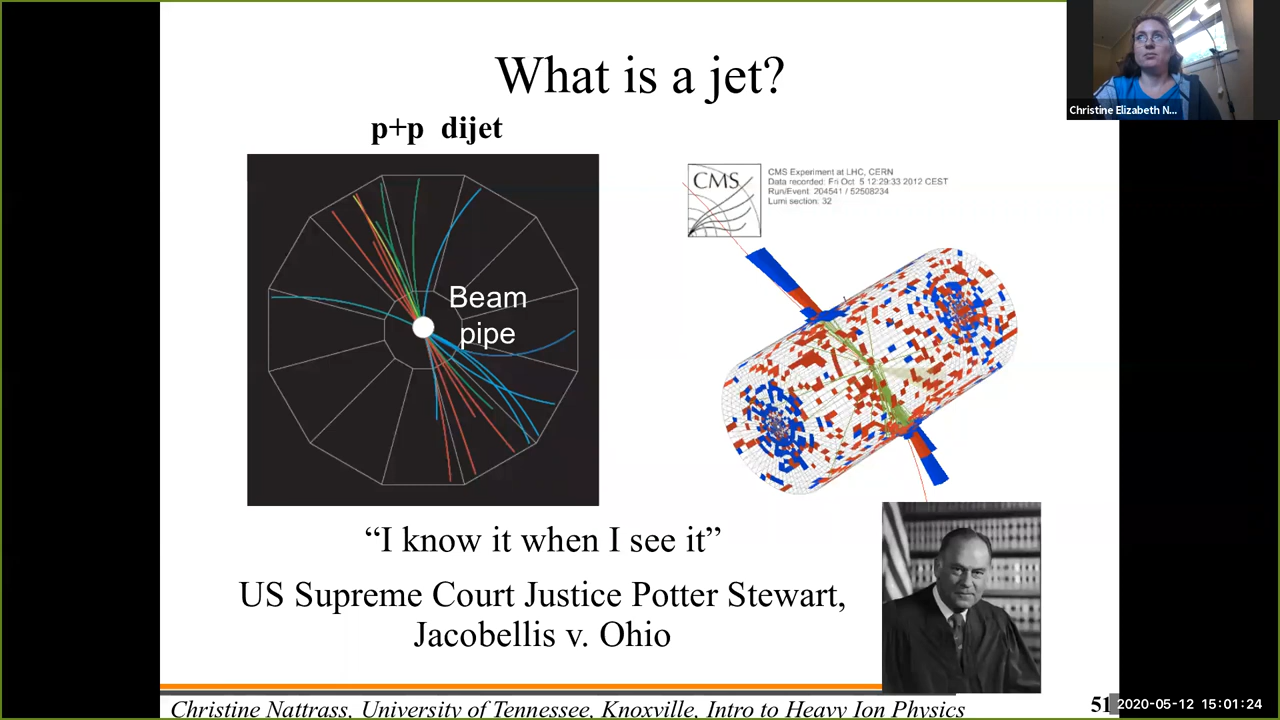 What is a jet?
Christine Elizabeth N...
p+p dijet
CMS
CMS Experiment at LHC, CERN
Data recorded: Fri Oct 5 12:29:33 2012 CEST
Run/Event: 204541 / 52508234
Lumi section: 32
Beam
pipe
“I know it when I see it”
US Supreme Court Justice Potter Stewart,
Jacobellis v. Ohio
Christine Nattrass, University of Tennessee, Knoxville, Intro to Heavy Ion Physics
51
2020-05-12 15:01:24